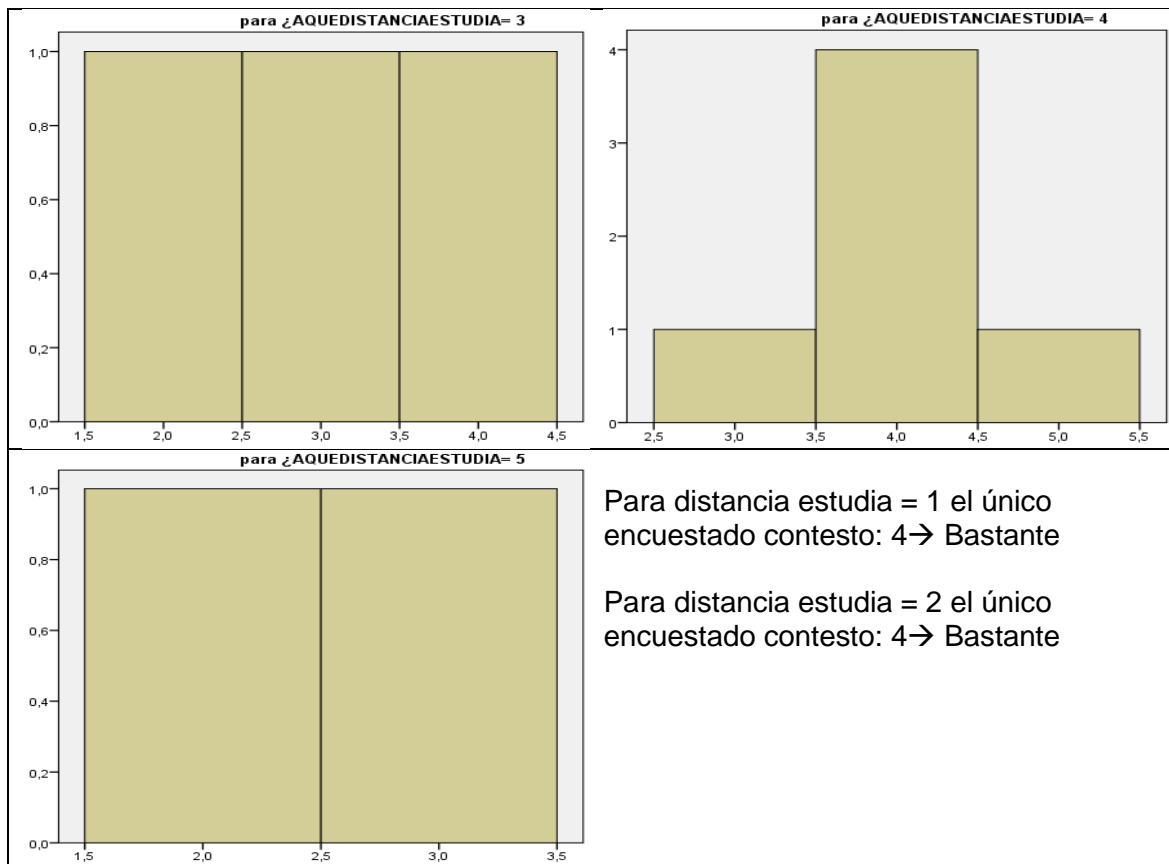 para ¿AQUEDISTANCIAESTUDIA= 3
1,0
0,8
0,6
0,4
0,2
0,0
1,5 2,0 2,5 3,0 3,5 4,0 4,5
para ¿AQUEDISTANCIAESTUDIA= 4
4
3
2
1
0
2,5 3,0 3,5 4,0 4,5 5,0 5,5
para ¿AQUEDISTANCIAESTUDIA= 5
1,0
0,8
0,6
0,4
0,2
0,0
1,5 2,0 2,5 3,0 3,5
Para distancia estudia = 1 el único
encuestado contesto: 4→ Bastante
Para distancia estudia = 2 el único
encuestado contesto: 4→ Bastante